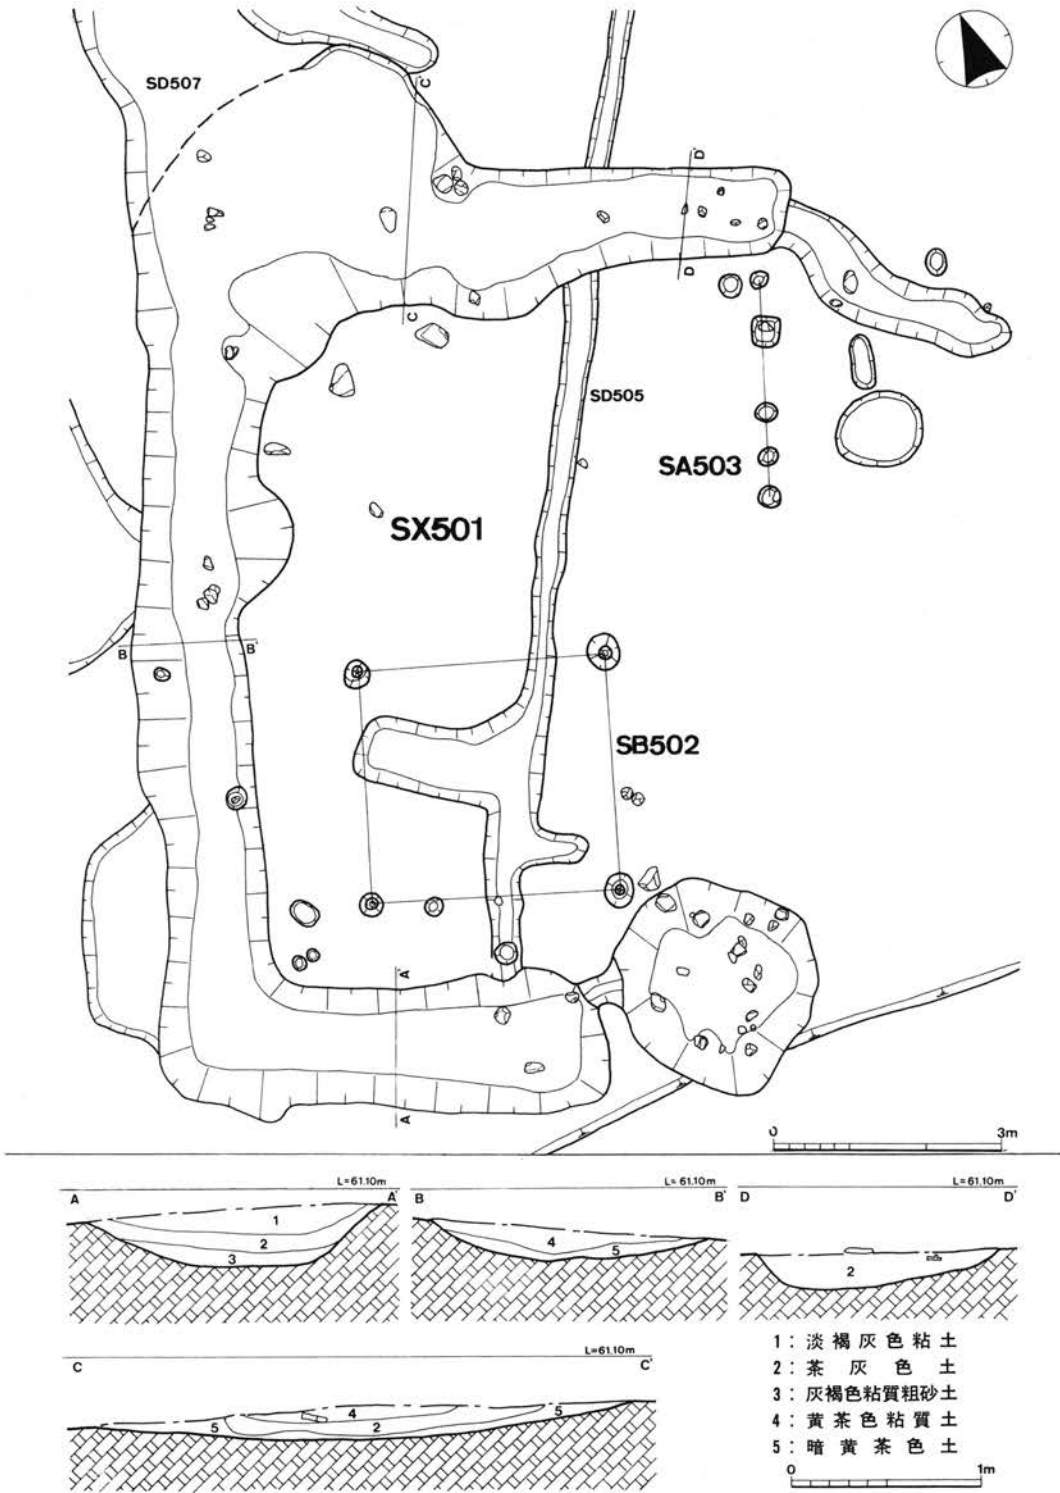 SD507
C'
D'
D
C
SD505
SA503
SX501
B
B'
SB502
A'
A
0 3m
L=61.10m L=61.10m L=61.10m
A A' B B' D D'
1
2
3
4
5
2
L=61.10m
C C'
5 4 2 5
1：淡褐灰色粘土
2：茶灰色土
3：灰褐色粘質粗砂土
4：黄茶色粘質土
5：暗黄茶色土
0 1m